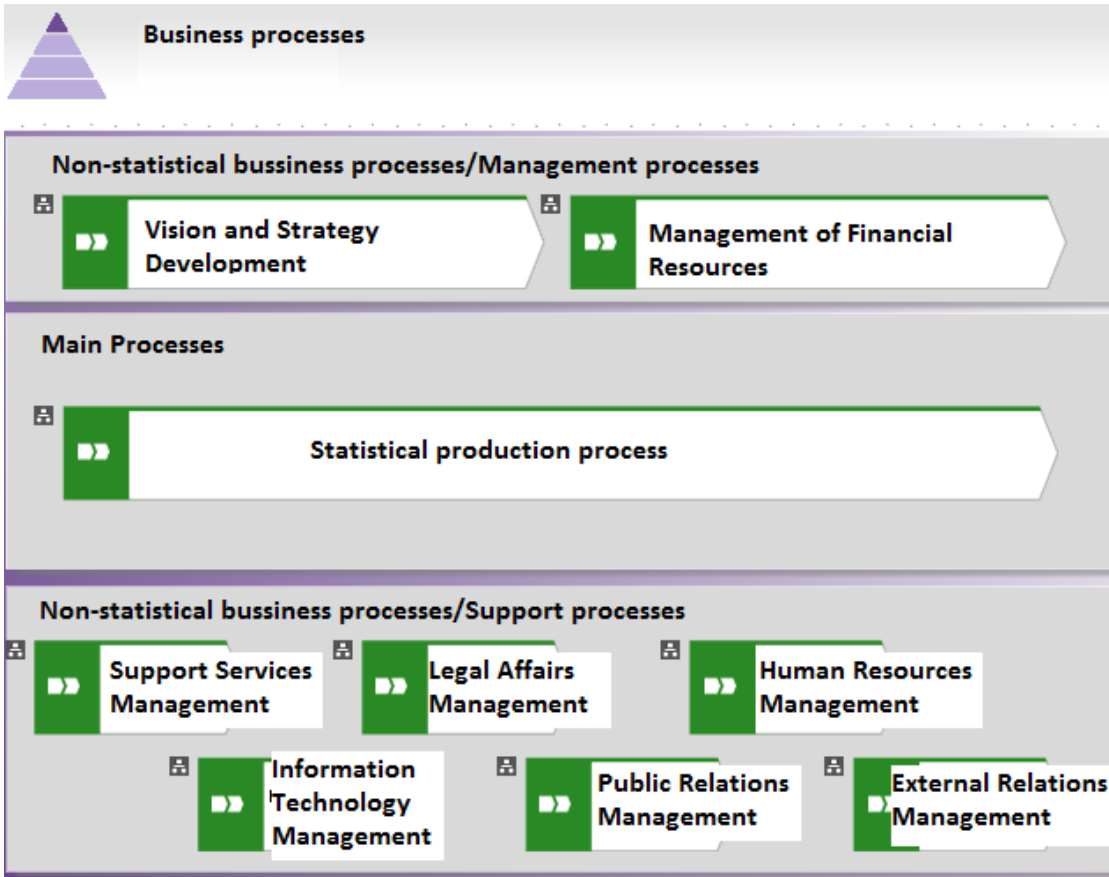 Business processes
Non-statistical bussiness processes/Management processes
Vision and Strategy
Development
Management of Financial
Resources
Main Processes
Statistical production process
Non-statistical bussiness processes/Support processes
Support Services
Management
Legal Affairs
Management
Human Resources
Management
Information
Technology
Management
Public Relations
Management
External Relations
Management